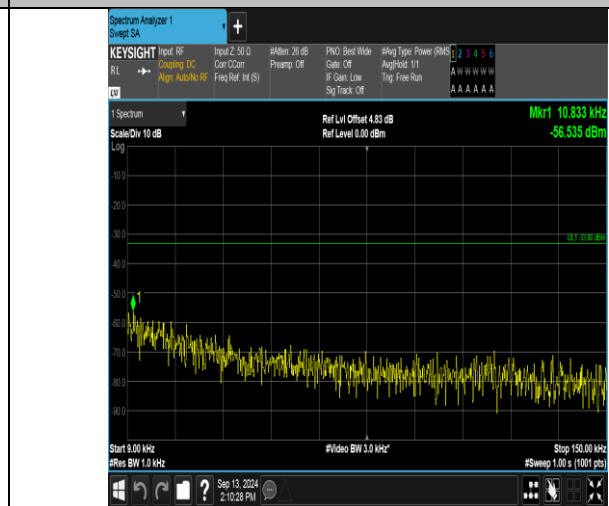 Spectrum Analyzer 1
Swept SA
+
KEYSIGHT
RL
Input: RF
Coupling: DC
Align: Auto/No RF
Input Z: 50 Ω
Corr CCorr
Freq Ref: Int (S)
#Atten: 26 dB
Preamp: Off
PNO: Best Wide
Gate: Off
IF Gain: Low
Sig Track: Off
#Avg Type: Power (RMS
Avg|Hold: 1/1
Trig: Free Run
1 2 3 4 5 6
A W W W W W
A A A A A A
1 Spectrum
Scale/Div 10 dB
Ref Lvl Offset 4.83 dB
Ref Level 0.00 dBm
Mkr1 10.833 kHz
-56.535 dBm
Log
-10.0
-20.0
-30.0
DL1 -33.00 dBm
-40.0
-50.0
1
-60.0
-70.0
-80.0
-90.0
Start 9.00 kHz
#Res BW 1.0 kHz
#Video BW 3.0 kHz*
Stop 150.00 kHz
#Sweep 1.00 s (1001 pts)
?
Sep 13, 2024
2:10:28 PM